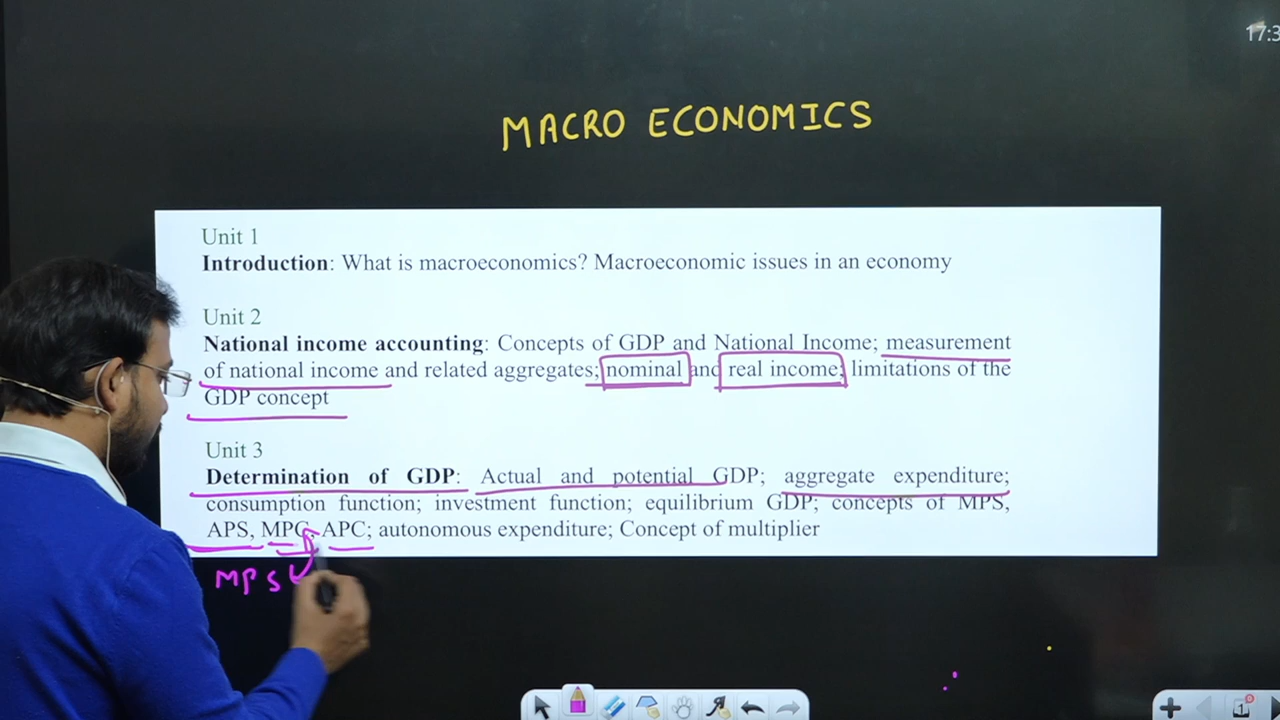 17:3
MACRO ECONOMICS
Unit 1
Introduction: What is macroeconomics? Macroeconomic issues in an economy
Unit 2
National income accounting: Concepts of GDP and National Income; measurement
of national income and related aggregates; nominal and real income; limitations of the
GDP concept
Unit 3
Determination of GDP: Actual and potential GDP; aggregate expenditure;
consumption function; investment function; equilibrium GDP; concepts of MPS,
APS, MPC, APC; autonomous expenditure; Concept of multiplier
MPS
1